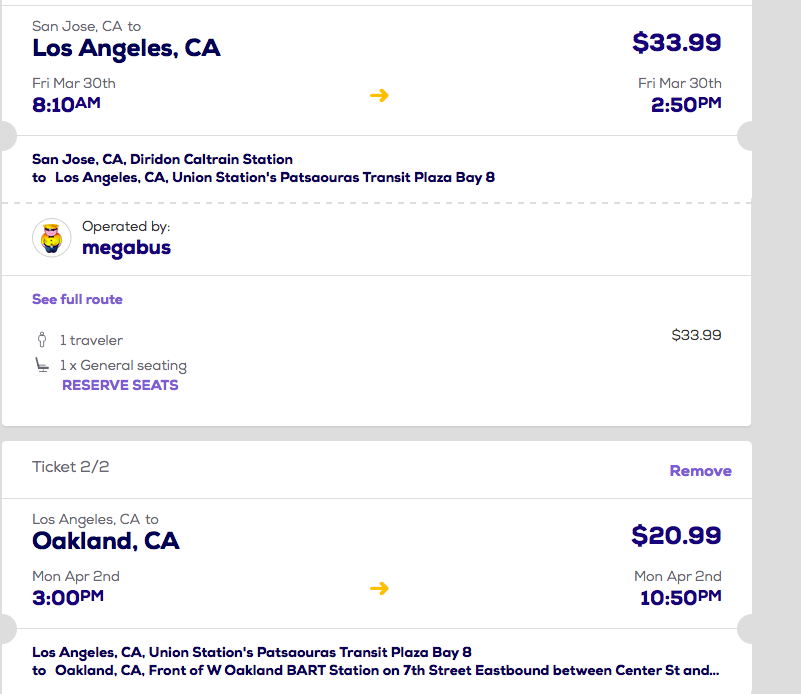 San Jose, CA to
Los Angeles, CA
$33.99
Fri Mar 30th
Fri Mar 30th
8:10AM
2:50PM
San Jose, CA, Diridon Caltrain Station
to Los Angeles, CA, Union Station's Patsaouras Transit Plaza Bay 8
Operated by:
megabus
See full route
1 traveler
$33.99
1 x General seating
RESERVE SEATS
Ticket 2/2
Remove
Los Angeles, CA to
Oakland, CA
$20.99
Mon Apr 2nd
Mon Apr 2nd
3:00PM
10:50PM
Los Angeles, CA, Union Station's Patsaouras Transit Plaza Bay 8
to Oakland, CA, Front of W Oakland BART Station on 7th Street Eastbound between Center St and...